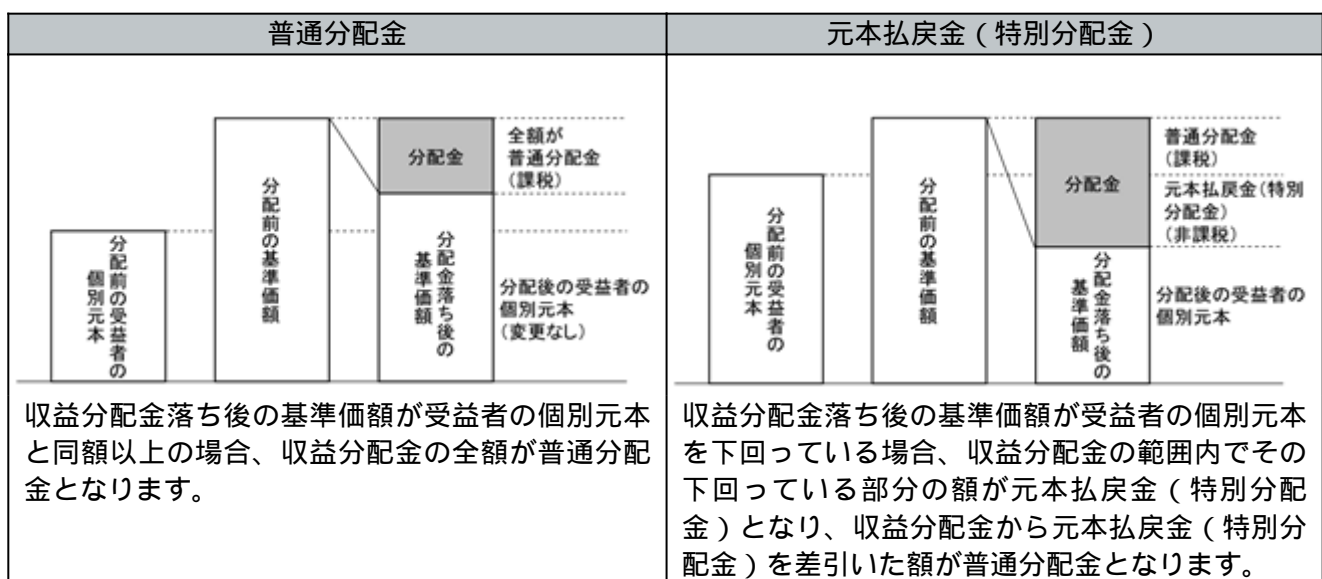 普通分配金
分配前の受益者の
個別元本
分配前の基準価額
分配金
分配金落ち後の
基準価額
全額が
普通分配金
(課税)
分配後の受益者の
個別元本
(変更なし)
収益分配金落ち後の基準価額が受益者の個別元本
と同額以上の場合、収益分配金の全額が普通分配
金となります。
元本払戻金(特別分配金)
分配前の受益者の
個別元本
分配前の基準価額
分配金
分配金落ち後の
基準価額
普通分配金
(課税)
元本払戻金(特別
分配金)
(非課税)
分配後の受益者の
個別元本
収益分配金落ち後の基準価額が受益者の個別元本
を下回っている場合、収益分配金の範囲内でその
下回っている部分の額が元本払戻金(特別分配
金)となり、収益分配金から元本払戻金(特別分
配金)を差引いた額が普通分配金となります。